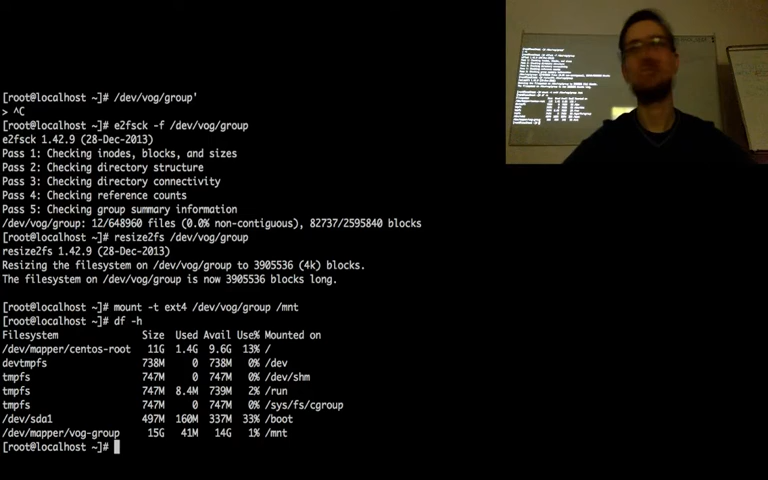 [root@localhost ~]# /dev/vog/group'
> ^C
[root@localhost ~]# e2fsck -f /dev/vog/group
e2fsck 1.42.9 (28-Dec-2013)
Pass 1: Checking inodes, blocks, and sizes
Pass 2: Checking directory structure
Pass 3: Checking directory connectivity
Pass 4: Checking reference counts
Pass 5: Checking group summary information
/dev/vog/group: 12/648960 files (0.0% non-contiguous), 82737/2595840 blocks
[root@localhost ~]# resize2fs /dev/vog/group
resize2fs 1.42.9 (28-Dec-2013)
Resizing the filesystem on /dev/vog/group to 3905536 (4k) blocks.
The filesystem on /dev/vog/group is now 3905536 blocks long.
[root@localhost ~]# mount -t ext4 /dev/vog/group /mnt
[root@localhost ~]# df -h
Filesystem Size Used Avail Use% Mounted on
/dev/mapper/centos-root 11G 1.4G 9.6G 13% /
devtmpfs 738M 0 738M 0% /dev
tmpfs 747M 0 747M 0% /dev/shm
tmpfs 747M 8.4M 739M 2% /run
tmpfs 747M 0 747M 0% /sys/fs/cgroup
/dev/sda1 497M 160M 337M 33% /boot
/dev/mapper/vog-group 15G 41M 14G 1% /mnt
[root@localhost ~]#